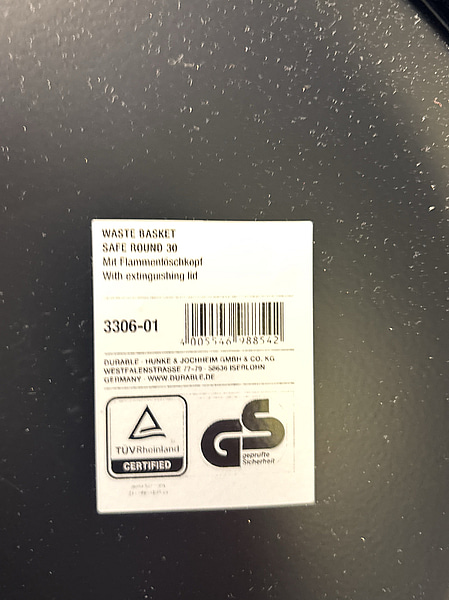 WASTE BASKET
SAFE ROUND 30
Mit Flammenlöschkopf
With extinguishing lid
3306-01
4 005546 988542
DURABLE · HUNKE & JOCHHEIM GMBH & CO. KG
WESTFALENSTRASSE 77-79 · 58636 ISERLOHN
GERMANY · WWW.DURABLE.DE
TÜVRheinland
CERTIFIED
GS
geprüfte
Sicherheit